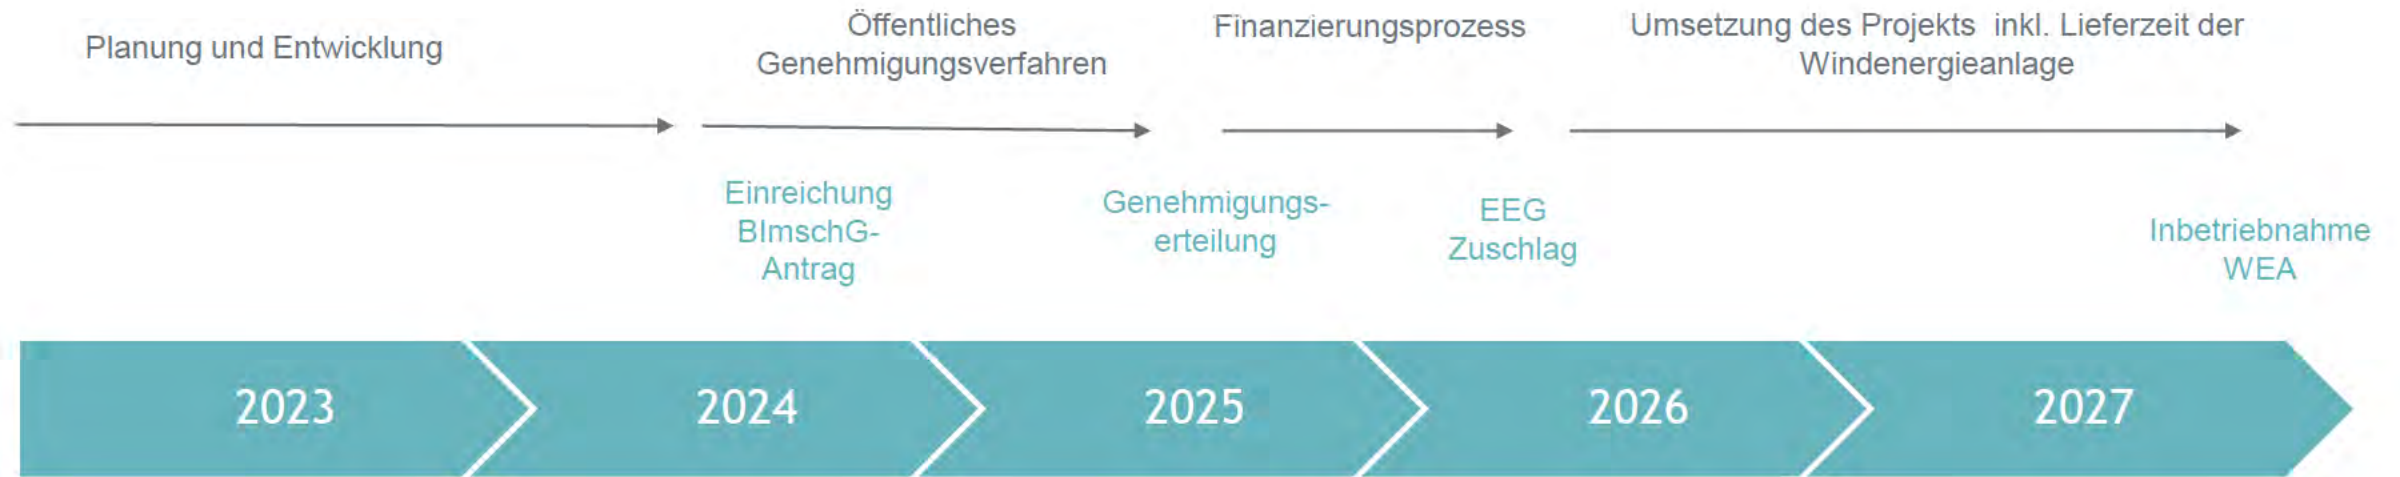 Planung und Entwicklung
Öffentliches
Genehmigungsverfahren
Finanzierungsprozess
Umsetzung des Projekts inkl. Lieferzeit der
Windenergieanlage
Einreichung
BImschG-
Antrag
Genehmigungs-
erteilung
EEG
Zuschlag
Inbetriebnahme
WEA
2023
2024
2025
2026
2027